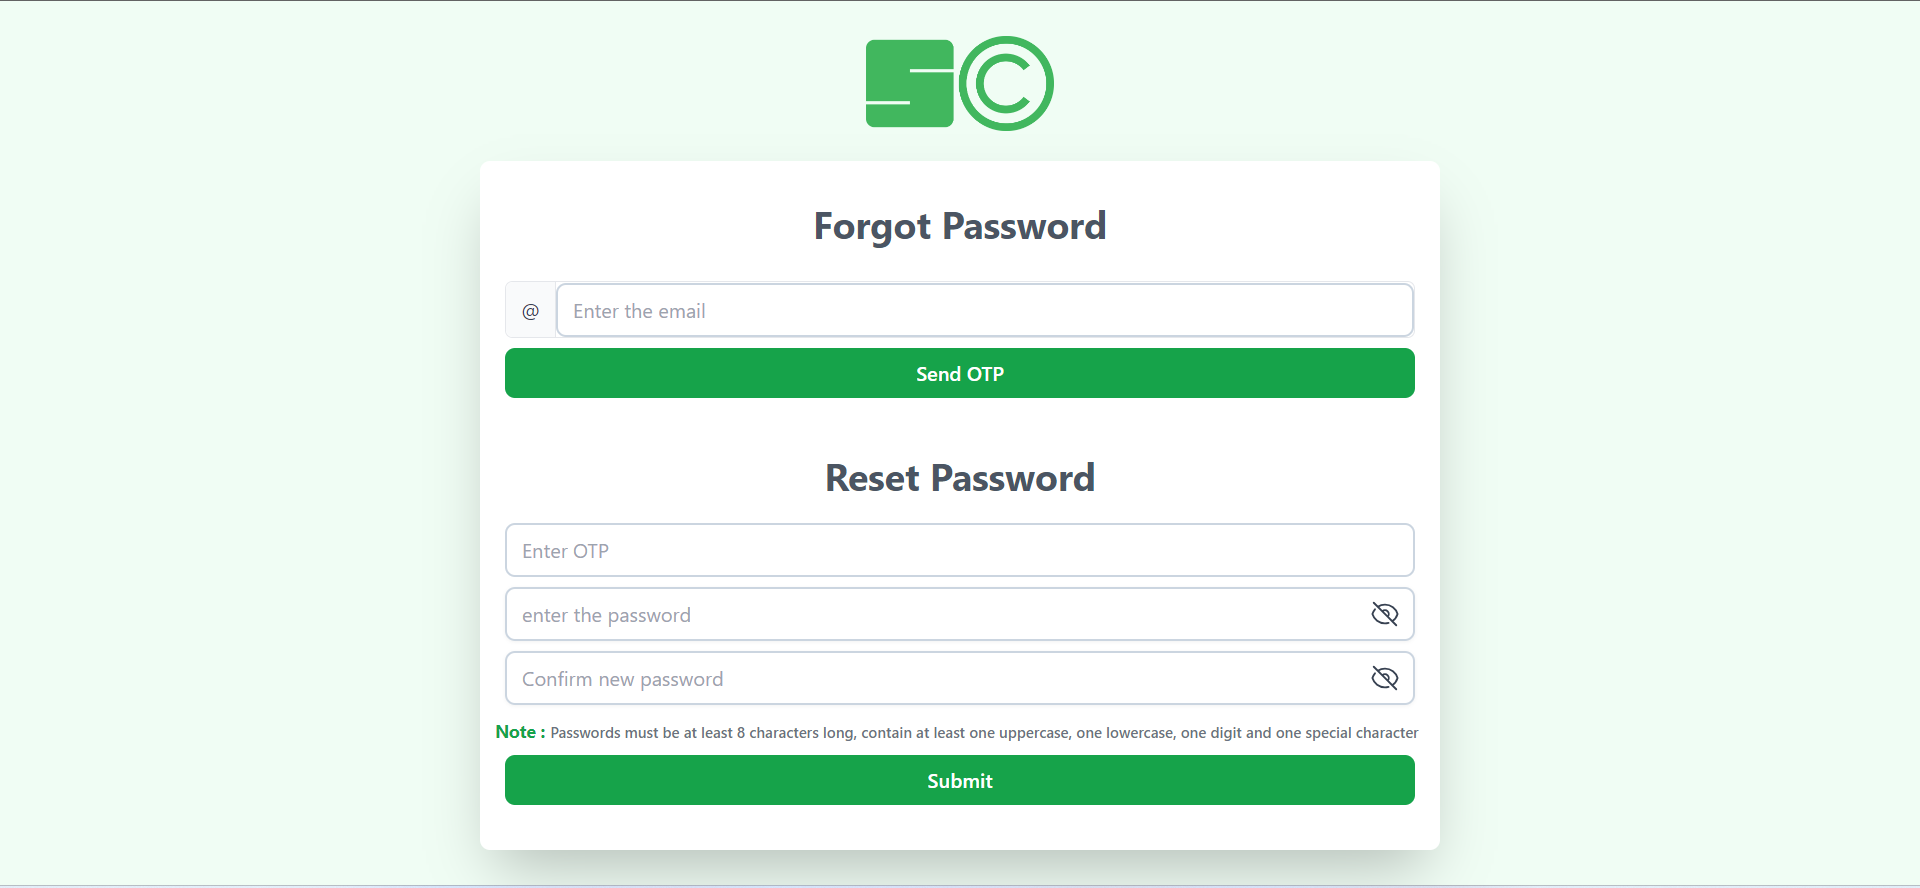 SC
Forgot Password
@ Enter the email
Send OTP
Reset Password
Enter OTP
enter the password
Confirm new password
Note : Passwords must be at least 8 characters long, contain at least one uppercase, one lowercase, one digit and one special character
Submit